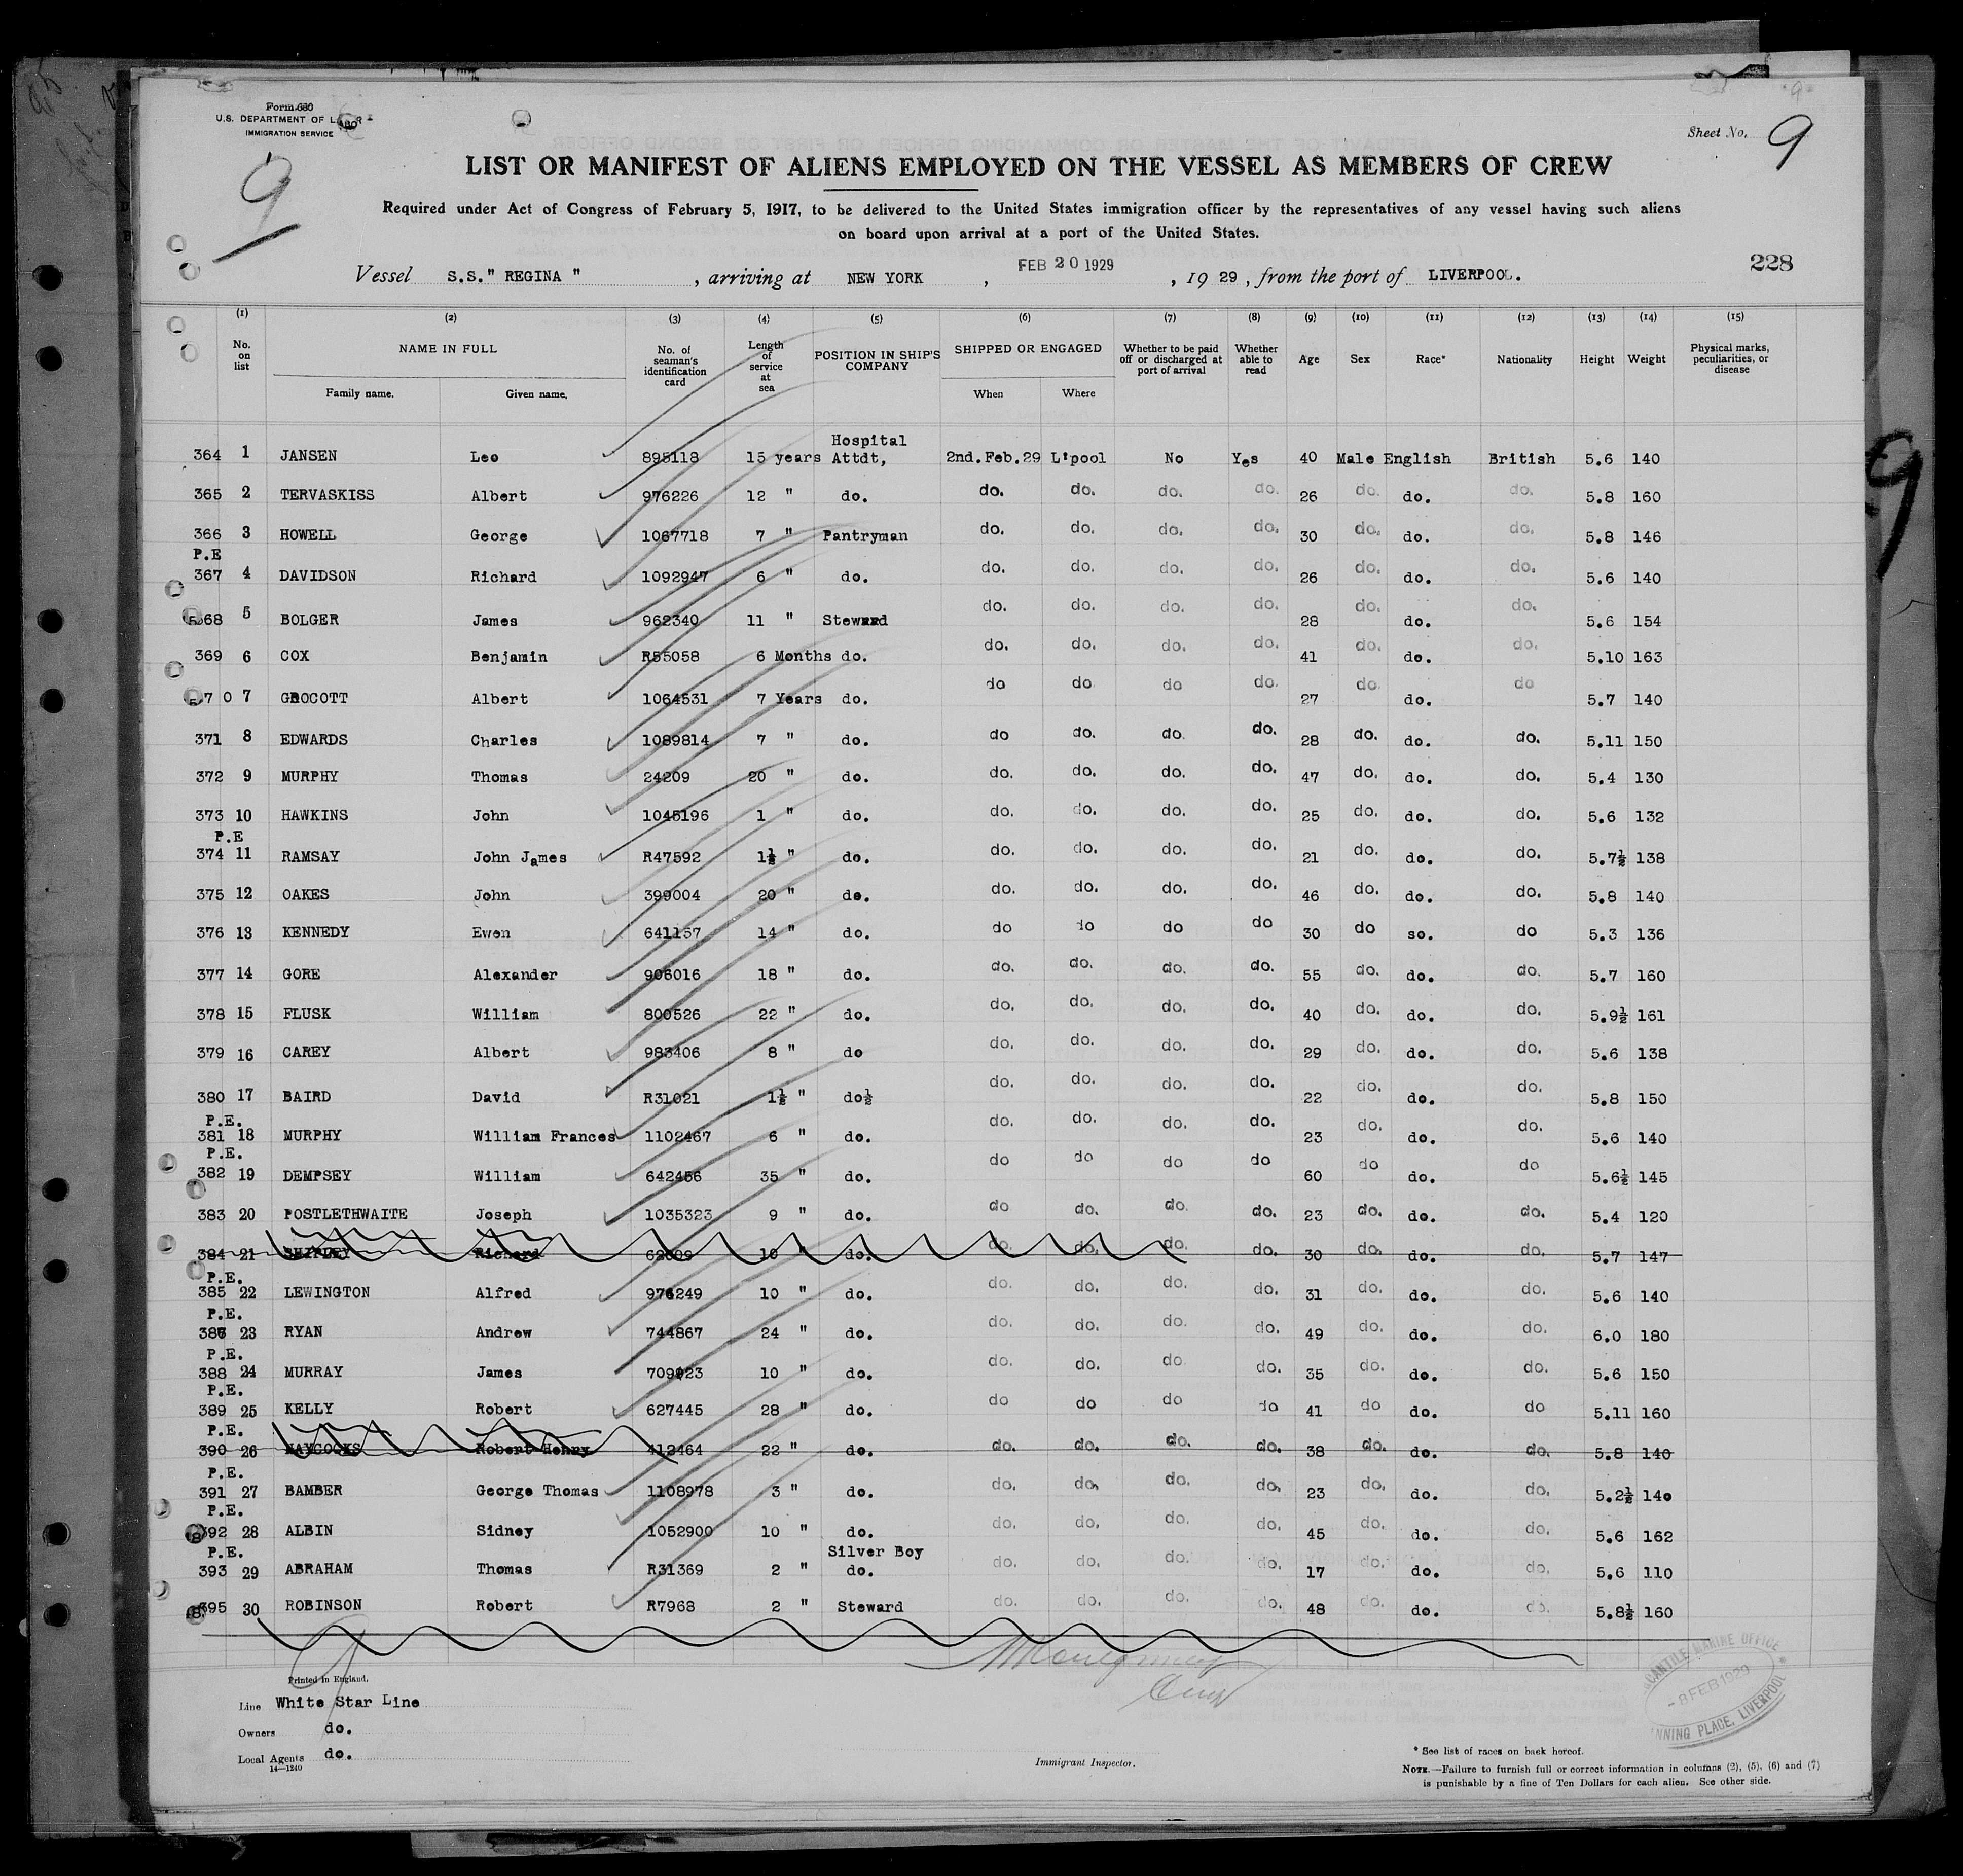 Form 680
U.S. DEPARTMENT OF LABOR
IMMIGRATION SERVICE
9
Sheet No. 9
LIST OR MANIFEST OF ALIENS EMPLOYED ON THE VESSEL AS MEMBERS OF CREW
Required under Act of Congress of February 5, 1917, to be delivered to the United States immigration officer by the representatives of any vessel having such aliens
on board upon arrival at a port of the United States.
228
Vessel S.S." REGINA ", arriving at NEW YORK, FEB 20 1929, 19 29, from the port of LIVERPOOL.
(1) (2) (3) (4) (5) (6) (7) (8) (9) (10) (11) (12) (13) (14) (15)
No. on list NAME IN FULL Family name. Given name. No. of seaman's identification card Length of service at sea POSITION IN SHIP'S COMPANY SHIPPED OR ENGAGED When Where Whether to be paid off or discharged at port of arrival Whether able to read Age Sex Race* Nationality Height Weight Physical marks, peculiarities, or disease
364 1 JANSEN Leo 895118 15 years Hospital Attdt, 2nd.Feb.29 L'pool No Yes 40 Male English British 5.6 140
365 2 TERVASKISS Albert 976226 12 " do. do. do. do. do. 26 do. do. do. 5.8 160
366 3 HOWELL George 1067718 7 " Pantryman do. do. do. do. 30 do. do. do. 5.8 146
P.E
367 4 DAVIDSON Richard 1092947 6 " do. do. do. do. do. 26 do. do. do. 5.6 140
368 5 BOLGER James 962340 11 " Steward do. do. do. do. 28 do. do. do. 5.6 154
369 6 COX Benjamin R55058 6 Months do. do. do. do. do. 41 do. do. do. 5.10 163
370 7 GROCOTT Albert 1064531 7 Years do. do do do do. 27 do. do. do 5.7 140
371 8 EDWARDS Charles 1089814 7 " do. do do. do. do. 28 do. do. do. 5.11 150
372 9 MURPHY Thomas 24209 20 " do. do. do. do. do. 47 do. do. do. 5.4 130
373 10 HAWKINS John 1045196 1 " do. do. do. do. do. 25 do. do. do. 5.6 132
P.E
374 11 RAMSAY John James R47592 1½ " do. do. do. do. do. 21 do. do. do. 5.7½ 138
375 12 OAKES John 399004 20 " do. do. do. do. do. 46 do. do. do. 5.8 140
376 13 KENNEDY Ewen 641157 14 " do. do do do do 30 do so. do 5.3 136
377 14 GORE Alexander 906016 18 " do. do. do. do. do. 55 do. do. do. 5.7 160
378 15 FLUSK William 800526 22 " do. do. do. do. do. 40 do. do. do. 5.9½ 161
379 16 CAREY Albert 983406 8 " do do. do. do. do. 29 do. do. do. 5.6 138
380 17 BAIRD David R31021 1½ " do½ do. do. do. do. 22 do. do. do. 5.8 150
P.E.
381 18 MURPHY William Frances 1102467 6 " do. do. do. do. do. 23 do. do. do. 5.6 140
P.E.
382 19 DEMPSEY William 642456 35 " do. do do do do 60 do do. do 5.6½ 145
383 20 POSTLETHWAITE Joseph 1035323 9 " do. do do. do. do. 23 do. do. do. 5.4 120
384 21 SHIPLEY Richard 10 " do. do. do. do. do. 30 do. do. do. 5.7 147
P.E.
385 22 LEWINGTON Alfred 976249 10 " do. do. do. do. do. 31 do. do. do. 5.6 140
P.E.
387 23 RYAN Andrew 744867 24 " do. do. do. do. do. 49 do. do. do. 6.0 180
P.E.
388 24 MURRAY James 10 " do. do. do. do do. 35 do. do. do. 5.6 150
P.E.
389 25 KELLY Robert 627445 28 " do. do do do do 41 do do. do 5.11 160
P.E.
390 26 HAYCOCKS Robert Henry 412464 22 " do. do. do. do. do. 38 do. do. do. 5.8 140
P.E.
391 27 BAMBER George Thomas 1108978 3 " do. do. do. do. do. 23 do. do. do. 5.2½ 140
P.E.
392 28 ALBIN Sidney 1052900 10 " do. do. do. do. do. 45 do. do. do. 5.6 162
P.E.
393 29 ABRAHAM Thomas R31369 2 " Silver Boy do. do. do. do. do. 17 do. do. do. 5.6 110
395 30 ROBINSON Robert R7968 2 " Steward do. do. do. do. 48 do. do. do. 5.8½ 160
Printed in England.
Line White Star Line
Owners do.
Local Agents do.
14—1240
Immigrant Inspector.
MERCANTILE MARINE OFFICE
-8 FEB 1929
CANNING PLACE, LIVERPOOL
* See list of races on back hereof.
NOTE.—Failure to furnish full or correct information in columns (2), (5), (6) and (7)
is punishable by a fine of Ten Dollars for each alien. See other side.
9